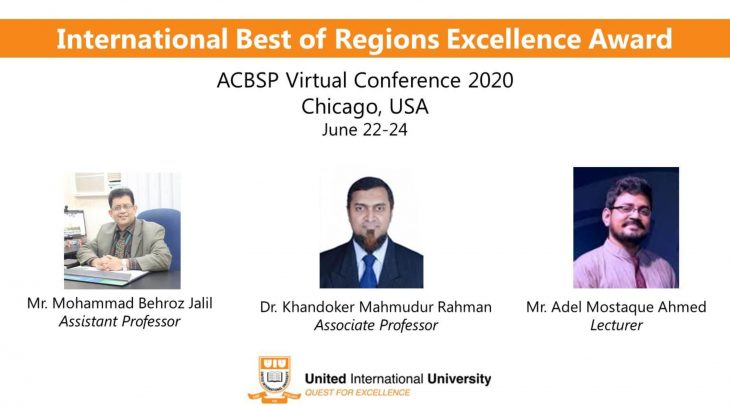 International Best of Regions Excellence Award
ACBSP Virtual Conference 2020
Chicago, USA
June 22-24
Mr. Mohammad Behroz Jalil
Assistant Professor
Dr. Khandoker Mahmudur Rahman
Associate Professor
Mr. Adel Mostaque Ahmed
Lecturer
United International University
QUEST FOR EXCELLENCE